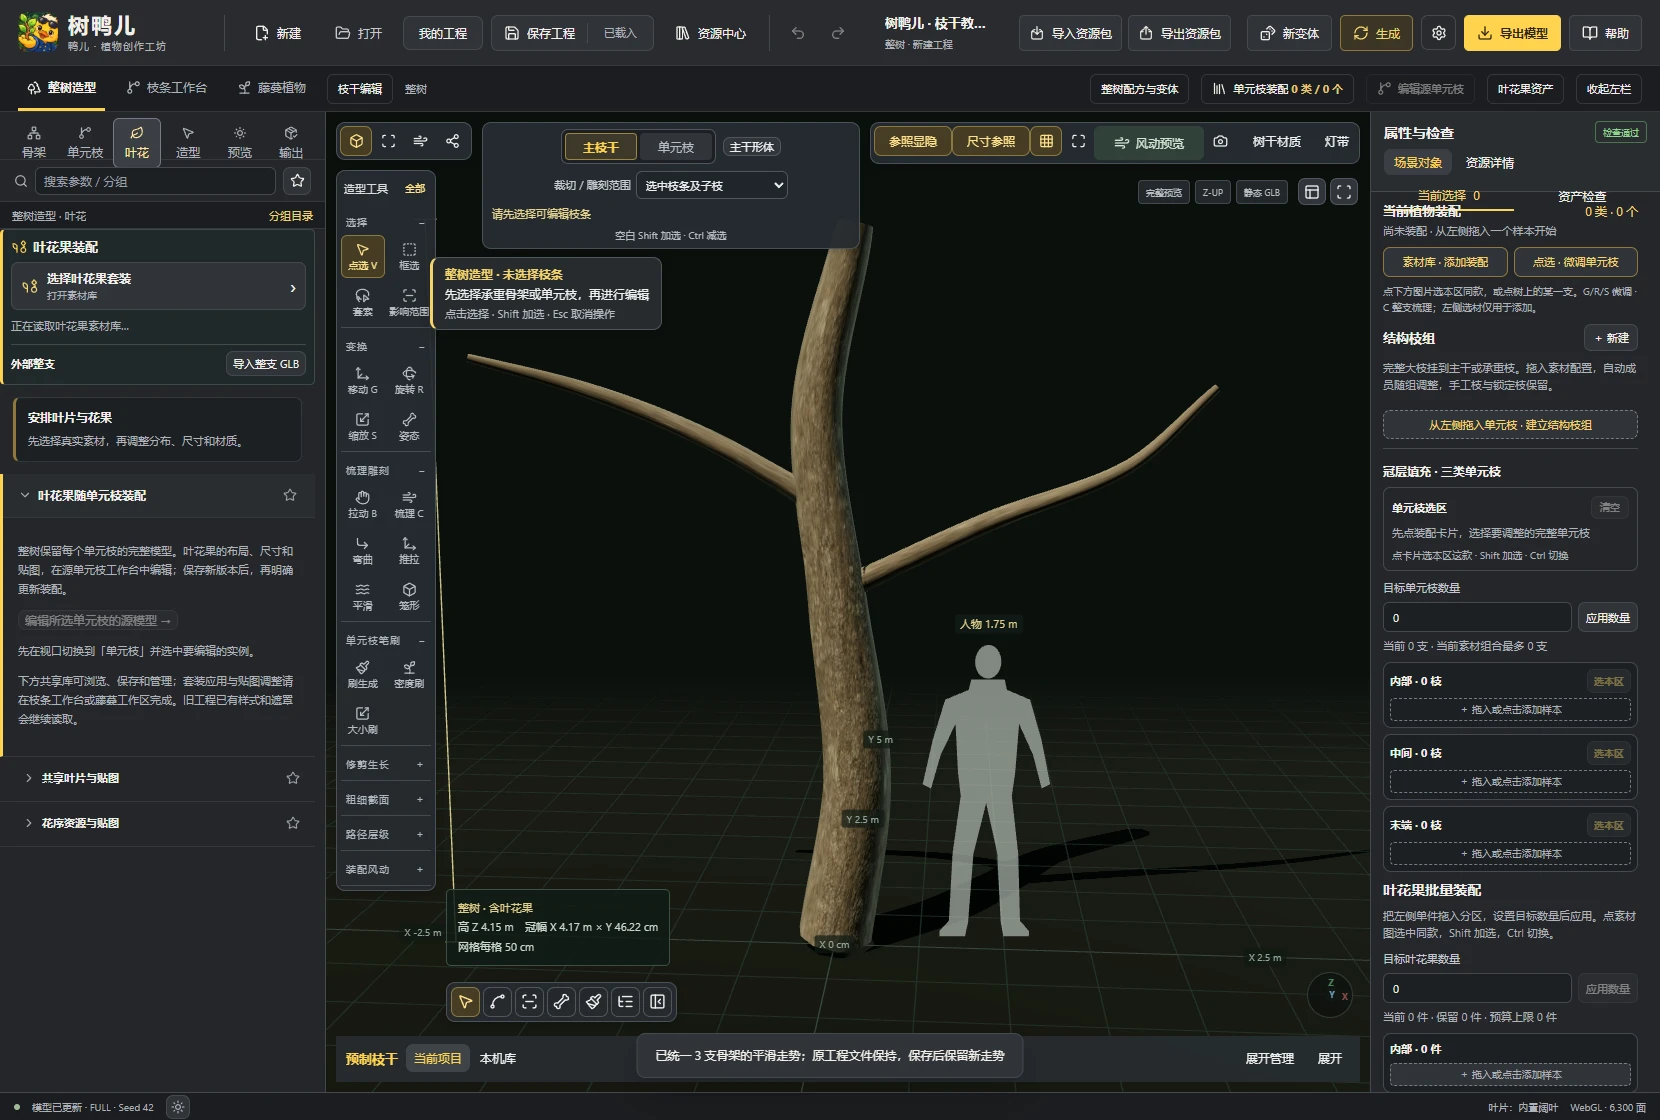 树鸭儿
鸭儿 · 植物创作工坊
新建
打开
我的工程
保存工程
已载入
资源中心
树鸭儿 · 枝干教...
整树 · 新建工程
导入资源包
导出资源包
新变体
生成
导出模型
帮助
整树造型
枝条工作台
藤蔓植物
枝干编辑
整树
整树配方与变体
单元枝装配 0 类 / 0 个
编辑源单元枝
叶花果资产
收起左栏
骨架
单元枝
叶花
造型
预览
输出
搜索参数 / 分组
整树造型 · 叶花
分组目录
叶花果装配
选择叶花果套装
打开素材库
正在读取叶花果素材库...
外部整支
导入整支 GLB
安排叶片与花果
先选择真实素材，再调整分布、尺寸和材质。
叶花果随单元枝装配
整树保留每个单元枝的完整模型。叶花果的布局、尺寸和
贴图，在源单元枝工作台中编辑；保存新版本后，再明确
更新装配。
编辑所选单元枝的源模型 →
先在视口切换到「单元枝」并选中要编辑的实例。
下方共享库可浏览、保存和管理；套装应用与贴图调整请
在枝条工作台或藤蔓工作区完成。旧工程已有样式和遮罩
会继续读取。
共享叶片与贴图
花序资源与贴图
主枝干
单元枝
主干形体
裁切 / 雕刻范围
选中枝条及子枝
请先选择可编辑枝条
空白 Shift 加选 · Ctrl 减选
参照显隐
尺寸参照
风动预览
树干材质
灯带
完整预览
Z-UP
静态 GLB
造型工具
全部
选择
−
点选 V
框选
套索
影响范围
整树造型 · 未选择枝条
先选择承重骨架或单元枝，再进行编辑
点击选择 · Shift 加选 · Esc 取消操作
变换
−
移动 G
旋转 R
缩放 S
姿态
梳理雕刻
−
拉动 B
梳理 C
弯曲
推拉
平滑
笼形
单元枝笔刷
−
刷生成
密度刷
大小刷
修剪生长
+
粗细截面
+
路径层级
+
装配风动
+
人物 1.75 m
Y 5 m
Y 2.5 m
X 0 cm
X -2.5 m
X 2.5 m
整树 · 含叶花果
高 Z 4.15 m 冠幅 X 4.17 m × Y 46.22 cm
网格每格 50 cm
Z
Y
X
预制枝干
当前项目
本机库
已统一 3 支骨架的平滑走势；原工程文件保持，保存后保留新走势
展开管理
展开
属性与检查
检查通过
场景对象
资源详情
当前选择 0
资产检查
当前植物装配
0 类 · 0 个
尚未装配 · 从左侧拖入一个样本开始
素材库 · 添加装配
点选 · 微调单元枝
点下方图片选本区同款，或点树上的某一支。G/R/S 微调 ·
C 整支梳理；左侧选材仅用于添加。
结构枝组
+ 新建
完整大枝挂到主干或承重枝。拖入素材配置，自动成
员随组调整，手工枝与锁定枝保留。
从左侧拖入单元枝 · 建立结构枝组
冠层填充 · 三类单元枝
单元枝选区
清空
先点装配卡片，选择要调整的完整单元枝
点卡片选本区这款 · Shift 加选 · Ctrl 切换
目标单元枝数量
0
应用数量
当前 0 支 · 当前素材组合最多 0 支
内部 · 0 枝
选本区
+ 拖入或点击添加样本
中间 · 0 枝
选本区
+ 拖入或点击添加样本
末端 · 0 枝
选本区
+ 拖入或点击添加样本
叶花果批量装配
把左侧单件拖入分区，设置目标数量后应用。点素材
图选中同款，Shift 加选，Ctrl 切换。
目标叶花果数量
0
应用数量
当前 0 件 · 保留 0 件 · 预算上限 0 件
内部 · 0 件
+ 拖入或点击添加样本
模型已更新 · FULL · Seed 42
叶片：内置阔叶
WebGL · 6,300 面